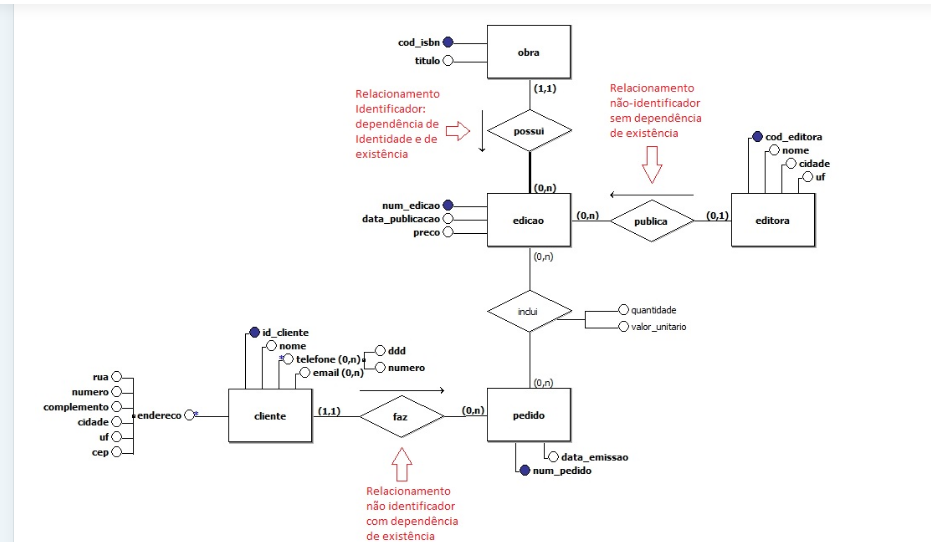 cod_isbn
titulo
obra
(1,1)
Relacionamento
Identificador:
dependência de
Identidade e de
existência
possui
Relacionamento
não-identificador
sem dependência
de existência
cod_editora
nome
cidade
uf
(0,n)
num_edicao
data_publicacao
preco
edicao
(0,n)
publica
(0,1)
editora
(0,n)
inclui
quantidade
valor_unitario
id_cliente
nome
telefone (0,n)
email (0,n)
ddd
numero
rua
numero
complemento
cidade
uf
cep
endereco
cliente
(1,1)
faz
(0,n)
(0,n)
pedido
data_emissao
num_pedido
Relacionamento
não identificador
com dependência
de existência